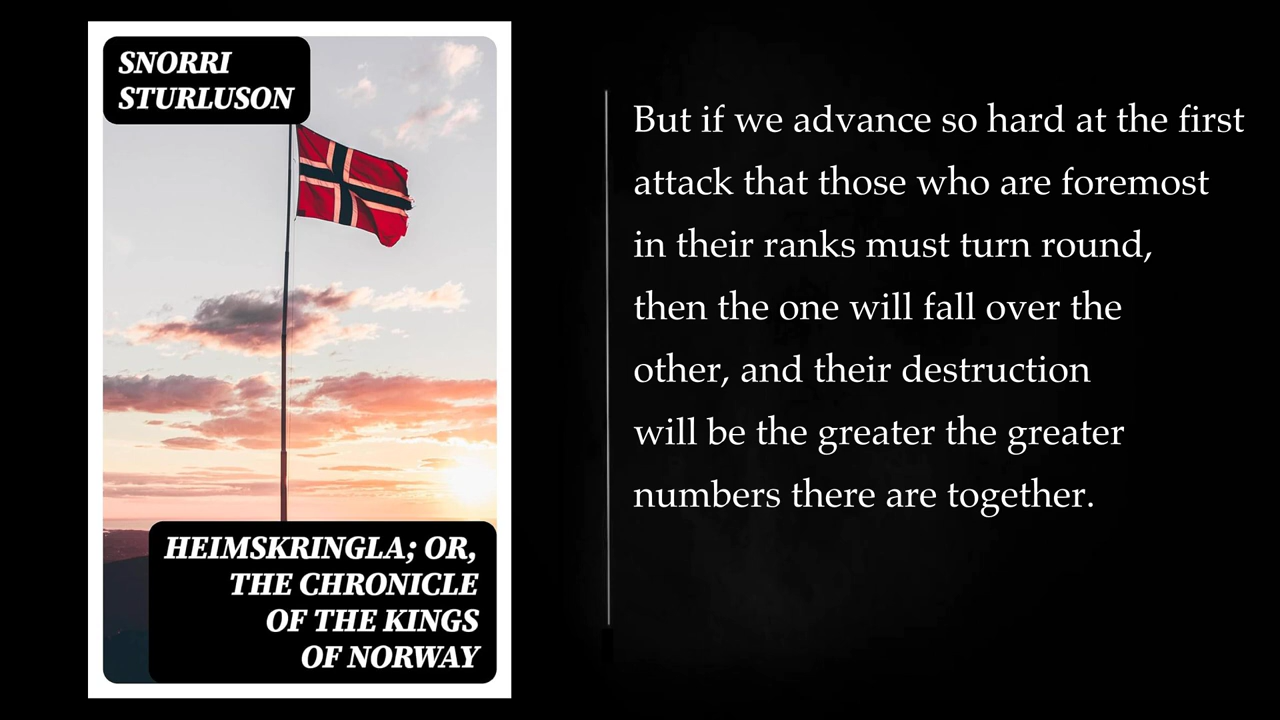 SNORRI
STURLUSON
HEIMSKRINGLA; OR,
THE CHRONICLE
OF THE KINGS
OF NORWAY
But if we advance so hard at the first
attack that those who are foremost
in their ranks must turn round,
then the one will fall over the
other, and their destruction
will be the greater the greater
numbers there are together.